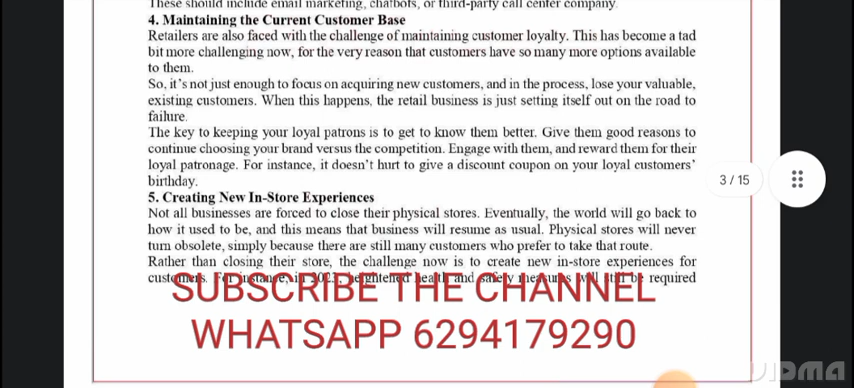 These should include email marketing, chatbots, or third-party call center company.
4. Maintaining the Current Customer Base
Retailers are also faced with the challenge of maintaining customer loyalty. This has become a tad
bit more challenging now, for the very reason that customers have so many more options available
to them.
So, it's not just enough to focus on acquiring new customers, and in the process, lose your valuable,
existing customers. When this happens, the retail business is just setting itself out on the road to
failure.
The key to keeping your loyal patrons is to get to know them better. Give them good reasons to
continue choosing your brand versus the competition. Engage with them, and reward them for their
loyal patronage. For instance, it doesn't hurt to give a discount coupon on your loyal customers'
birthday.
3 / 15
5. Creating New In-Store Experiences
Not all businesses are forced to close their physical stores. Eventually, the world will go back to
how it used to be, and this means that business will resume as usual. Physical stores will never
turn obsolete, simply because there are still many customers who prefer to take that route.
Rather than closing their store, the challenge now is to create new in-store experiences for
customers. For instance, in 2023, heightened health and safety measures will still be required
SUBSCRIBE THE CHANNEL
WHATSAPP 6294179290
VIDMA